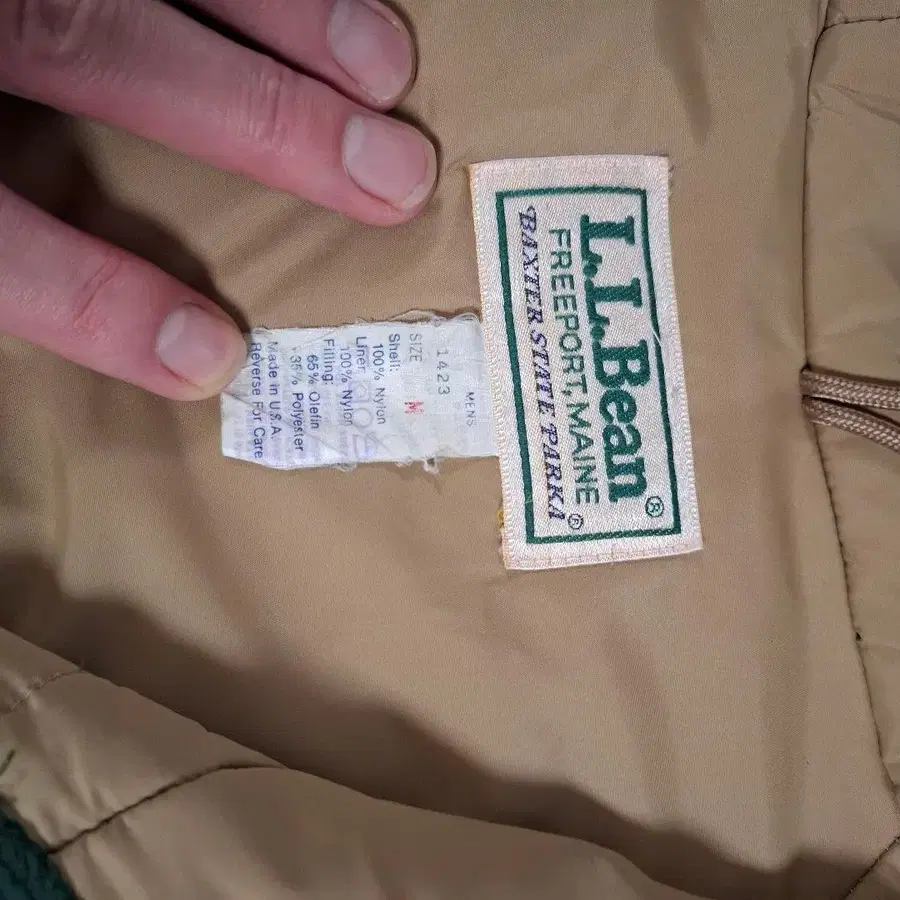 L.L.Bean®
FREEPORT, MAINE
"BAXTER STATE PARKA®
MENS
1423
SIZE M
Shell:
100% Nylon
Liner:
100% Nylon
Filling:
65% Olefin
35% Polyester
Made in U.S.A.
Reverse For Care